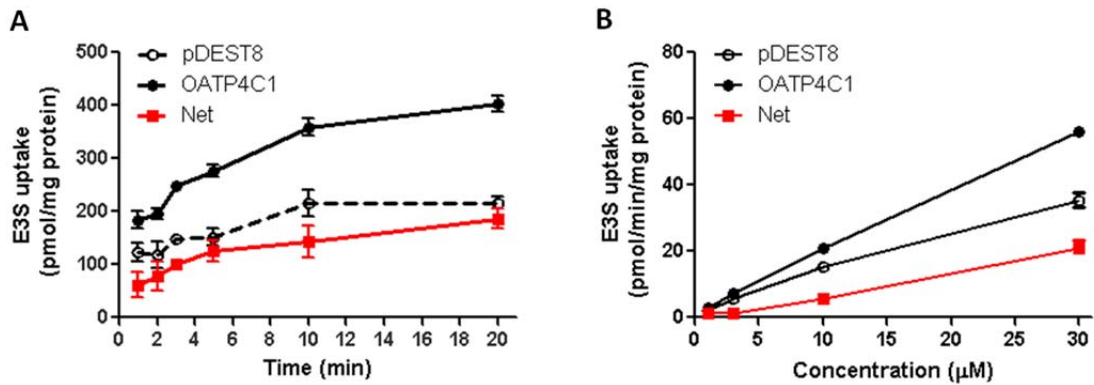 A
E3S uptake
(pmol/mg protein)
500
400
300
200
100
0
pDEST8
OATP4C1
Net
0 2 4 6 8 10 12 14 16 18 20
Time (min)
B
E3S uptake
(pmol/min/mg protein)
80
60
40
20
0
pDEST8
OATP4C1
Net
0 5 10 15 20 25 30
Concentration (μM)